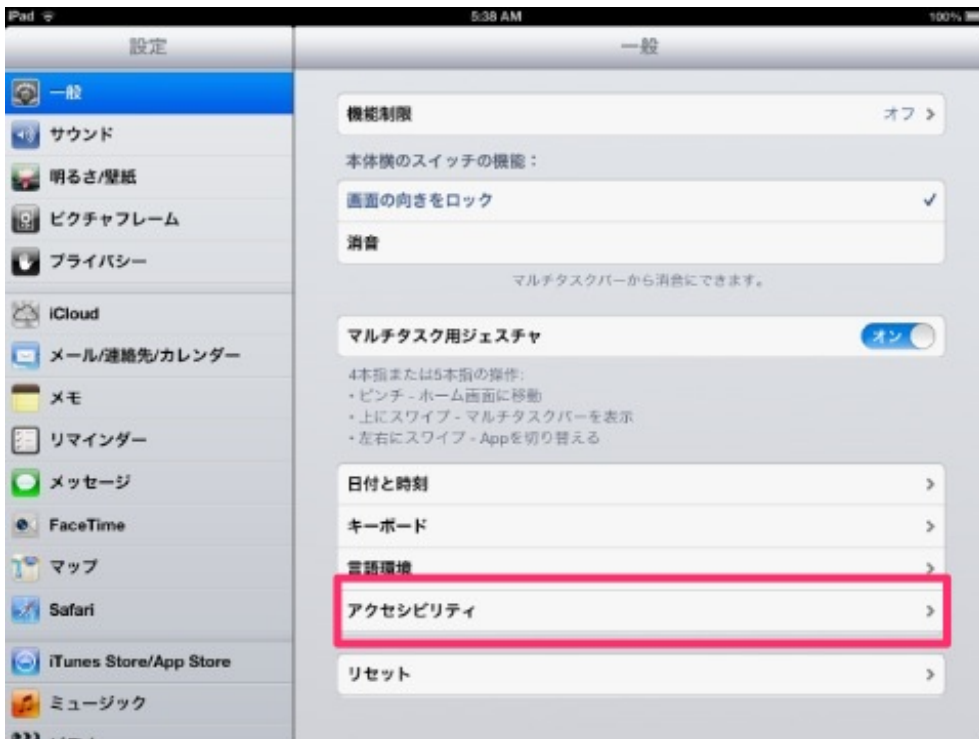 iPad
5:38 AM
100%
設定
一般
一般
サウンド
明るさ/壁紙
ピクチャフレーム
プライバシー
iCloud
メール/連絡先/カレンダー
メモ
リマインダー
メッセージ
FaceTime
マップ
Safari
iTunes Store/App Store
ミュージック
機能制限
オフ
本体横のスイッチの機能：
画面の向きをロック
消音
マルチタスクバーから消音にできます。
マルチタスク用ジェスチャ
オン
4本指または5本指の操作:
・ピンチ - ホーム画面に移動
・上にスワイプ - マルチタスクバーを表示
・左右にスワイプ - Appを切り替える
日付と時刻
キーボード
言語環境
アクセシビリティ
リセット